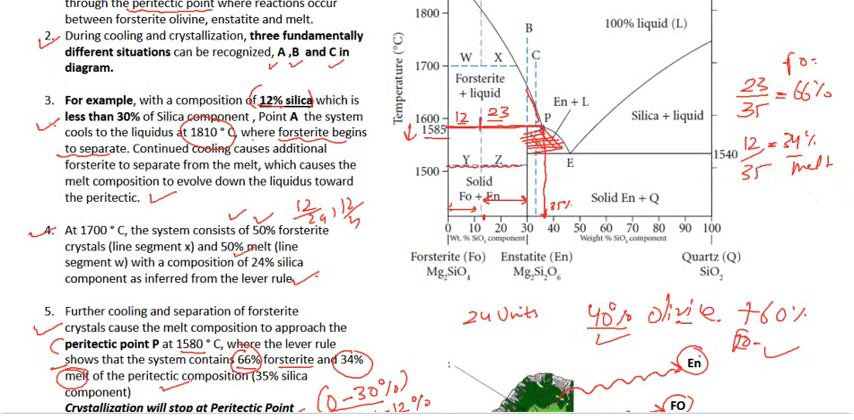 through the peritectic point where reactions occur
between forsterite olivine, enstatite and melt.
2. During cooling and crystallization, three fundamentally
different situations can be recognized, A ,B and C in
diagram.
3. For example, with a composition of 12% silica which is
less than 30% of Silica component , Point A the system
cools to the liquidus at 1810 ° C, where forsterite begins
to separate. Continued cooling causes additional
forsterite to separate from the melt, which causes the
melt composition to evolve down the liquidus toward
the peritectic.
12/24, 12/
4. At 1700 ° C, the system consists of 50% forsterite
crystals (line segment x) and 50% melt (line
segment w) with a composition of 24% silica
component as inferred from the lever rule.
5. Further cooling and separation of forsterite
crystals cause the melt composition to approach the
peritectic point P at 1580 ° C, where the lever rule
shows that the system contains 66% forsterite and 34%
melt of the peritectic composition (35% silica
component)
Crystallization will stop at Peritectic Point
(0-30%)
-12%
Temperature (°C)
1800
1700
1600
1585
1500
B
C
100% liquid (L)
W X
Forsterite
+ liquid
En + L
12 23
P
Silica + liquid
Y Z
E
1540
Solid
Fo + En
35%
Solid En + Q
0 10 20 30 40 50 60 70 80 90 100
Wt. % SiO2 component
Weight % SiO2 component
Forsterite (Fo) Enstatite (En) Quartz (Q)
Mg2SiO4 Mg2Si2O6 SiO2
fo=
23/35 = 66%
12/35 = 34% melt
24 Units
40% olivine +60%
En
FO